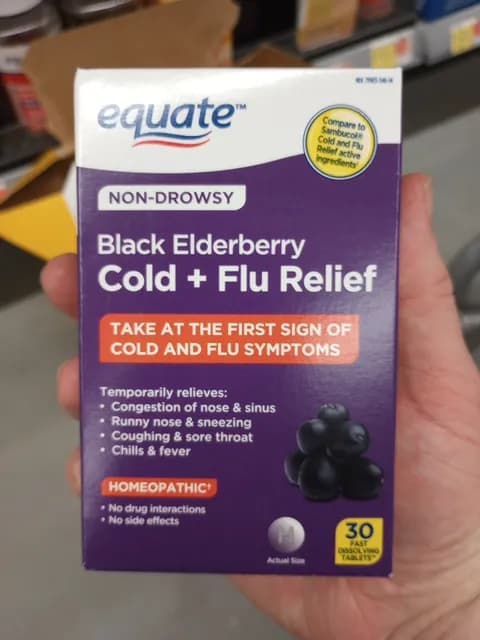 equate™
Compare to
Sambucol®
Cold and Flu
Relief active
ingredients
NON-DROWSY
Black Elderberry
Cold + Flu Relief
TAKE AT THE FIRST SIGN OF
COLD AND FLU SYMPTOMS
Temporarily relieves:
• Congestion of nose & sinus
• Runny nose & sneezing
• Coughing & sore throat
• Chills & fever
HOMEOPATHIC†
• No drug interactions
• No side effects
H
Actual Size
30
FAST
DISSOLVING
TABLETS